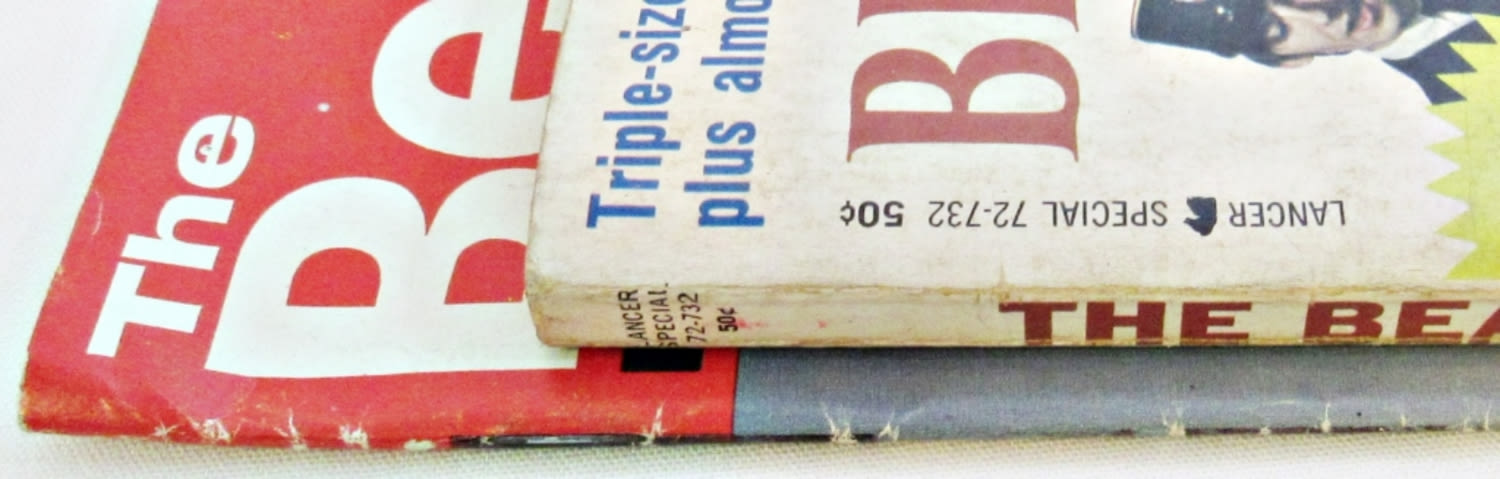 The
Be
Triple-size
plus almo
B
LANCER SPECIAL 72-732 50¢
LANCER
SPECIAL
72-732
50¢
THE BEA